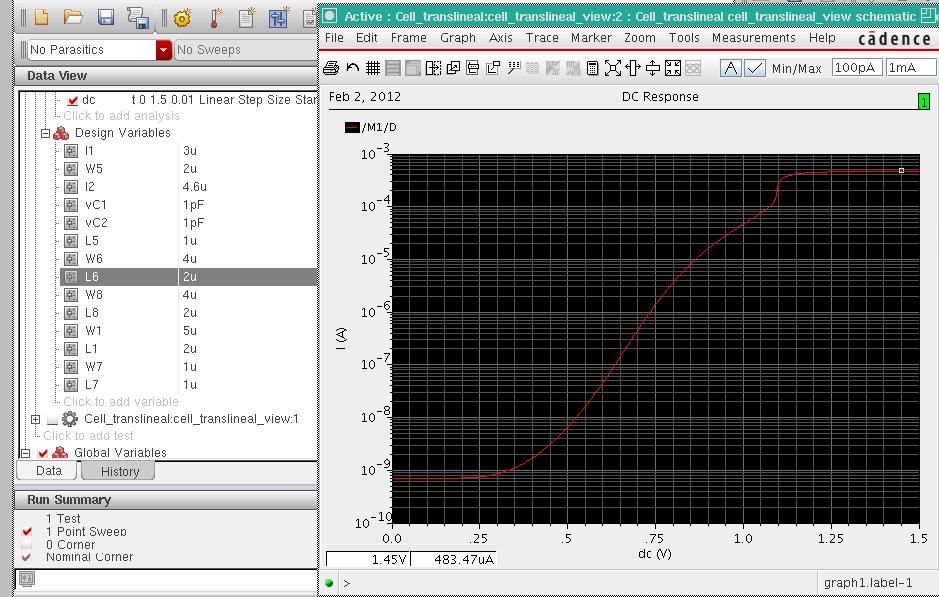 No Parasitics
No Sweeps
Data View
dc t 0 1.5 0.01 Linear Step Size Star
Click to add analysis
Design Variables
I1 3u
W5 2u
I2 4.6u
vC1 1pF
vC2 1pF
L5 1u
W6 4u
L6 2u
W8 4u
L8 2u
W1 5u
L1 2u
W7 1u
L7 1u
Click to add variable
Cell_translineal:cell_translineal_view:1
Click to add test
Global Variables
Data History
Run Summary
1 Test
1 Point Sweep
0 Corner
Nominal Corner
Active : Cell_translineal:cell_translineal_view:2 : Cell_translineal cell_translineal_view schematic
File Edit Frame Graph Axis Trace Marker Zoom Tools Measurements Help
cādence
Min/Max 100pA 1mA
Feb 2, 2012 DC Response 1
/M1/D
10-3
10-4
10-5
10-6
10-7
10-8
10-9
10-10
I (A)
0.0 .25 .5 .75 1.0 1.25 1.5
dc (V)
1.45V 483.47uA
>
graph1.label-1